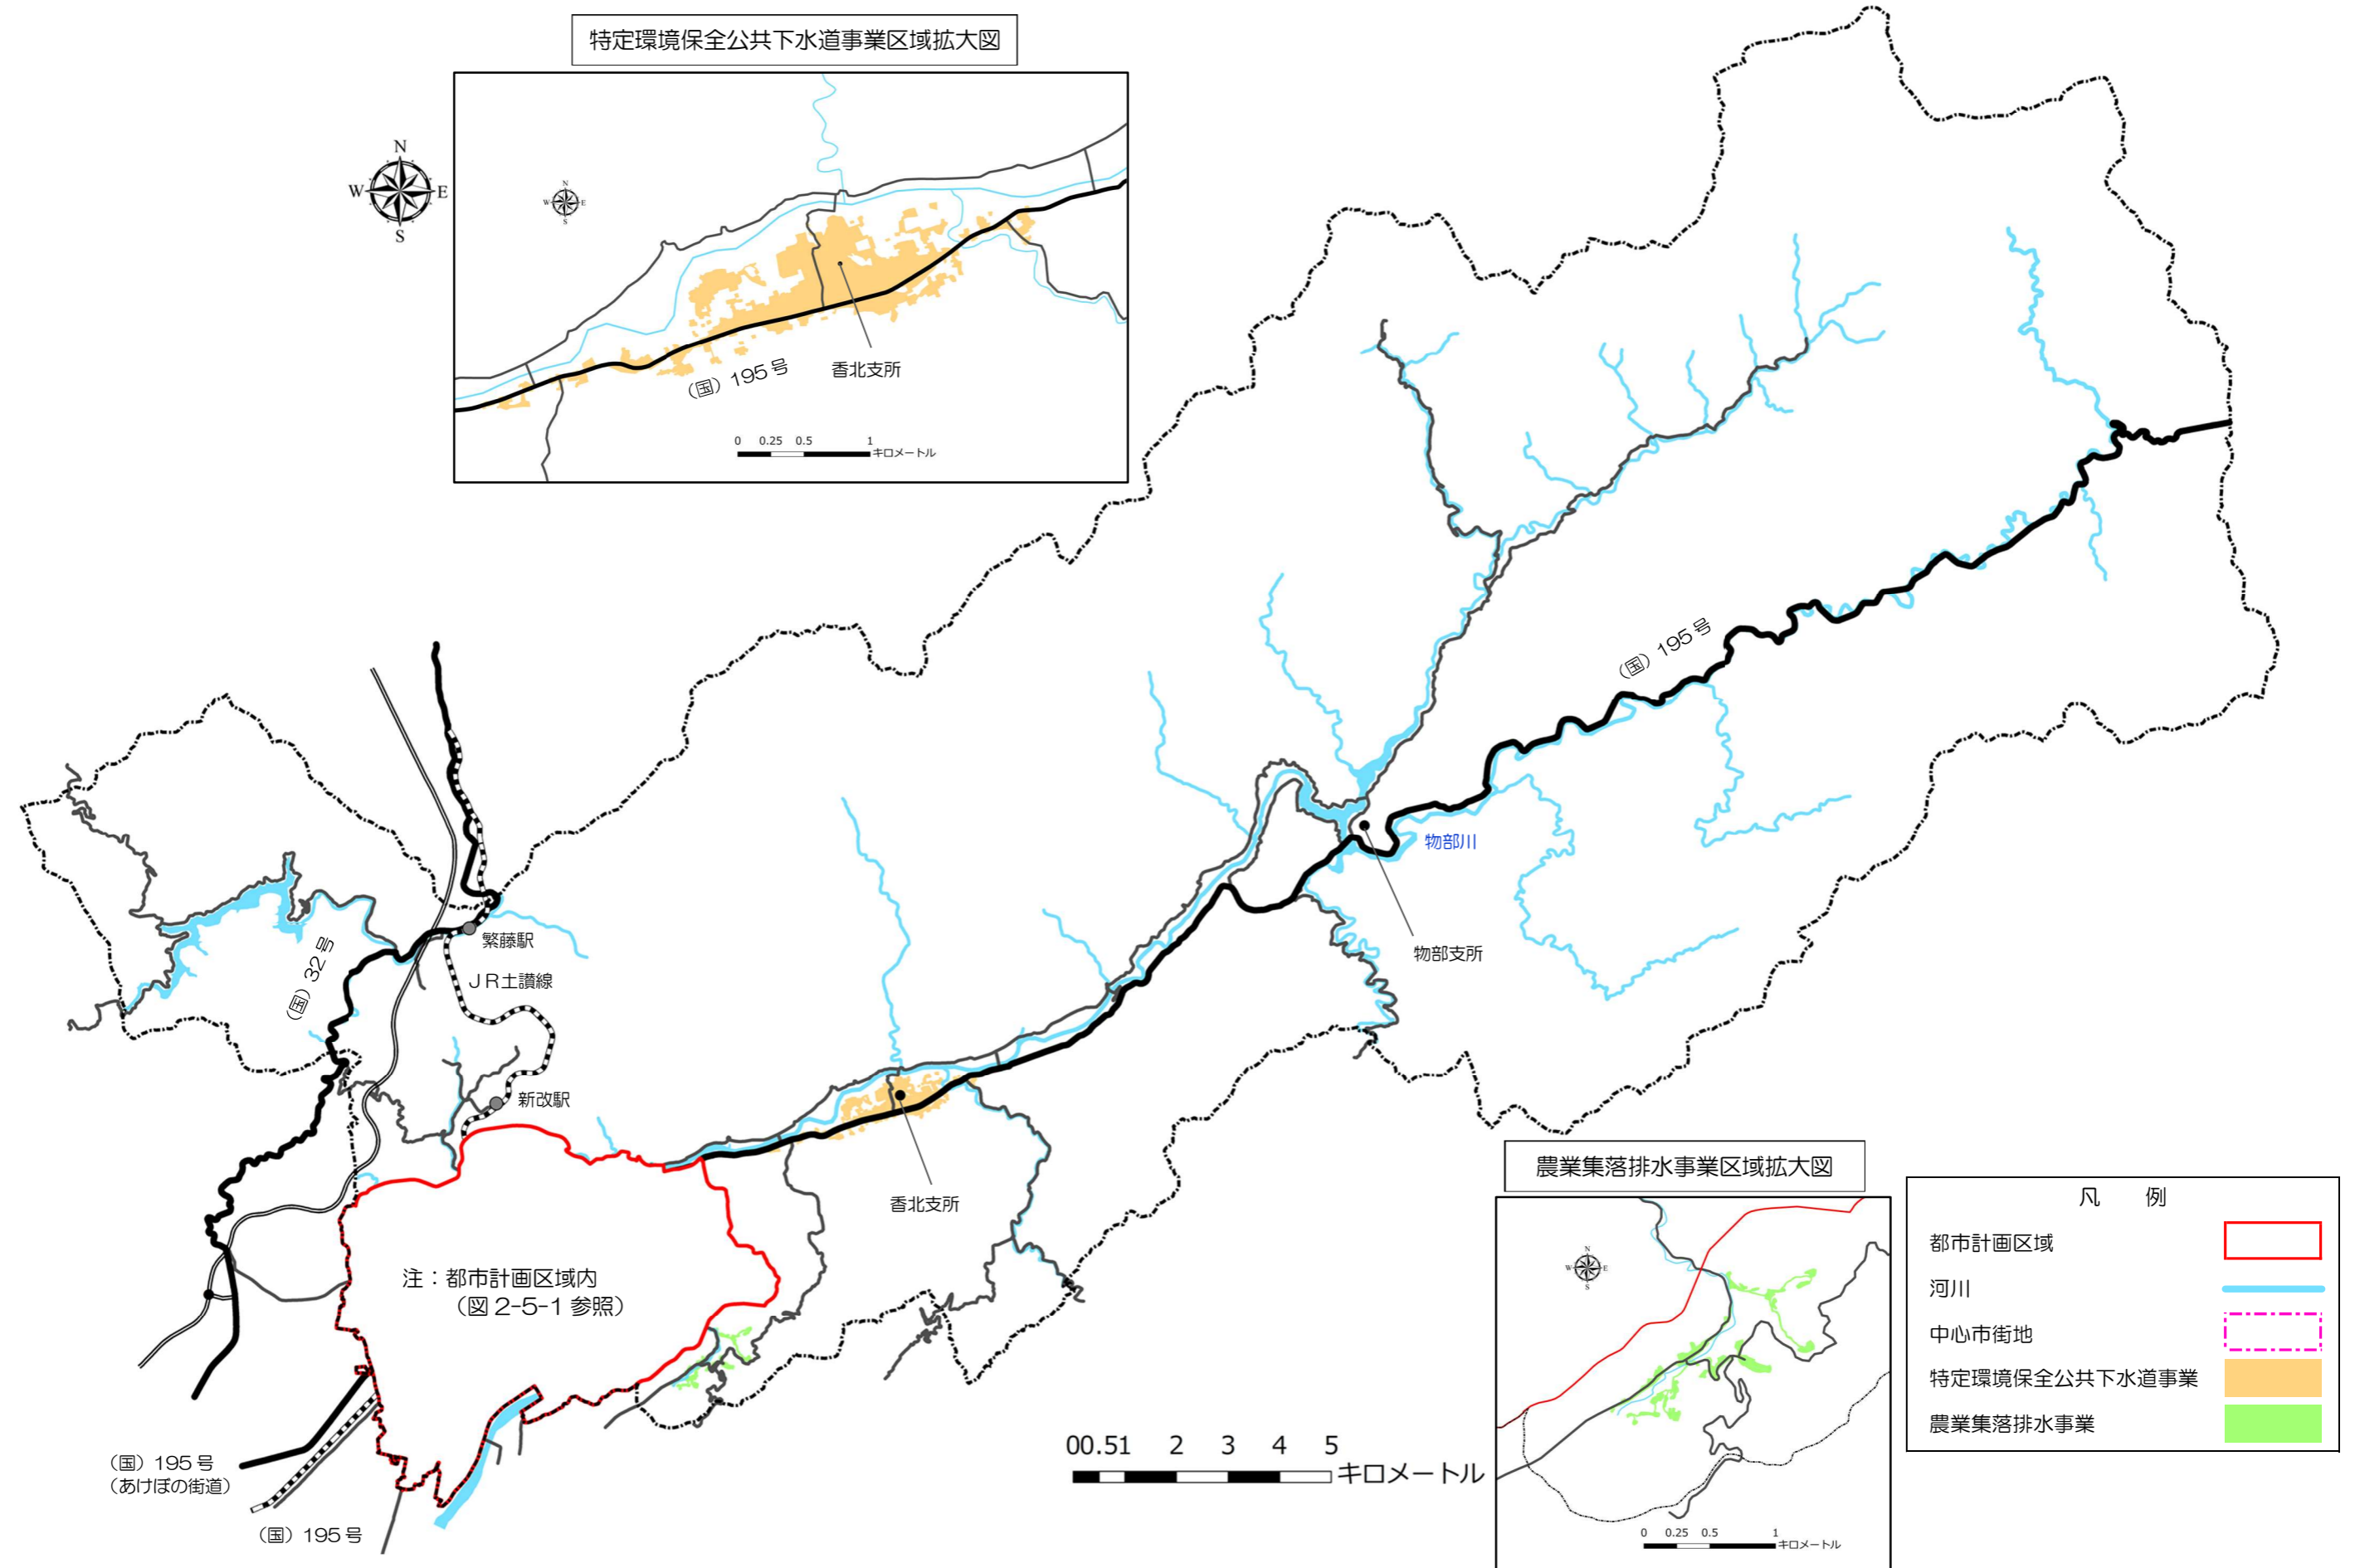 特定環境保全公共下水道事業区域拡大図
N
W
E
S
N
W
E
S
香北支所
(国) 195号
0 0.25 0.5 1
キロメートル
(国) 195号
物部川
物部支所
繁藤駅
JR土讃線
(国) 32号
新改駅
香北支所
注:都市計画区域内
(図 2-5-1 参照)
(国) 195号
(あけぼの街道)
(国) 195号
00.51 2 3 4 5
キロメートル
農業集落排水事業区域拡大図
N
W
E
S
0 0.25 0.5 1
キロメートル
凡 例
都市計画区域
河川
中心市街地
特定環境保全公共下水道事業
農業集落排水事業